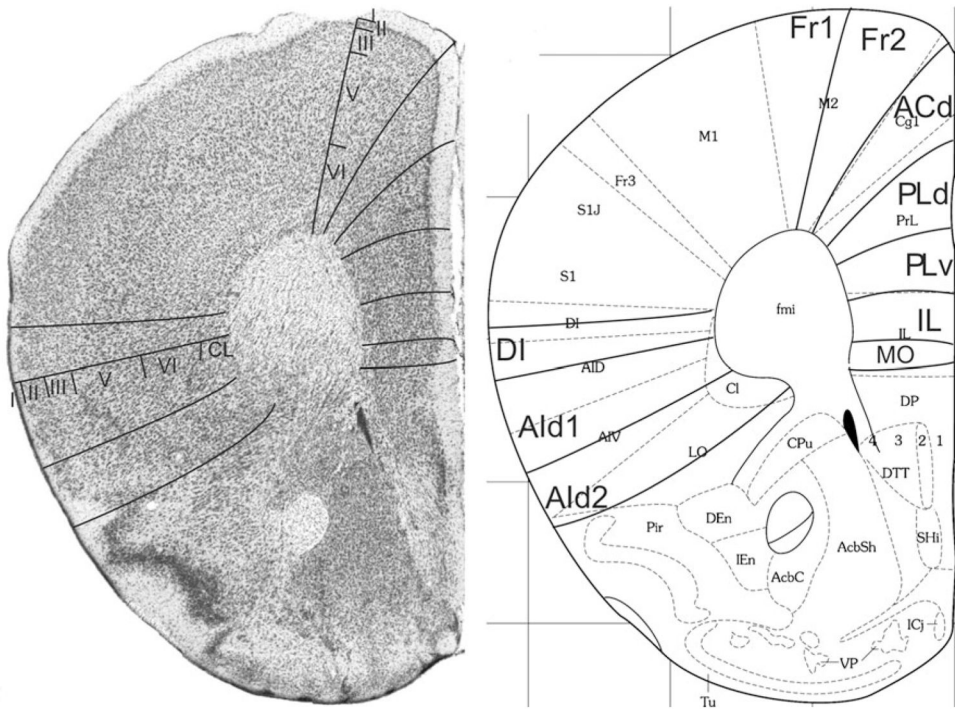 I
II
III
V
VI
I II III V VI CL
Fr1
Fr2
M1
M2
ACd
Cg1
Fr3
S1J
PLd
PrL
S1
PLv
fmi
DI
IL
IL
DI
MO
AID
Cl
DP
AId1
AIV
LO
CPu
4 3 2 1
DTT
AId2
Pir
DEn
SHi
AcbSh
IEn
AcbC
ICj
VP
Tu